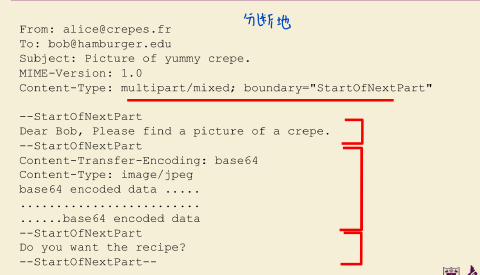 分断地
From: alice@crepes.fr
To: bob@hamburger.edu
Subject: Picture of yummy crepe.
MIME-Version: 1.0
Content-Type: multipart/mixed; boundary="StartOfNextPart"
--StartOfNextPart
Dear Bob, Please find a picture of a crepe.
--StartOfNextPart
Content-Transfer-Encoding: base64
Content-Type: image/jpeg
base64 encoded data .....
.........................
......base64 encoded data
--StartOfNextPart
Do you want the recipe?
--StartOfNextPart--